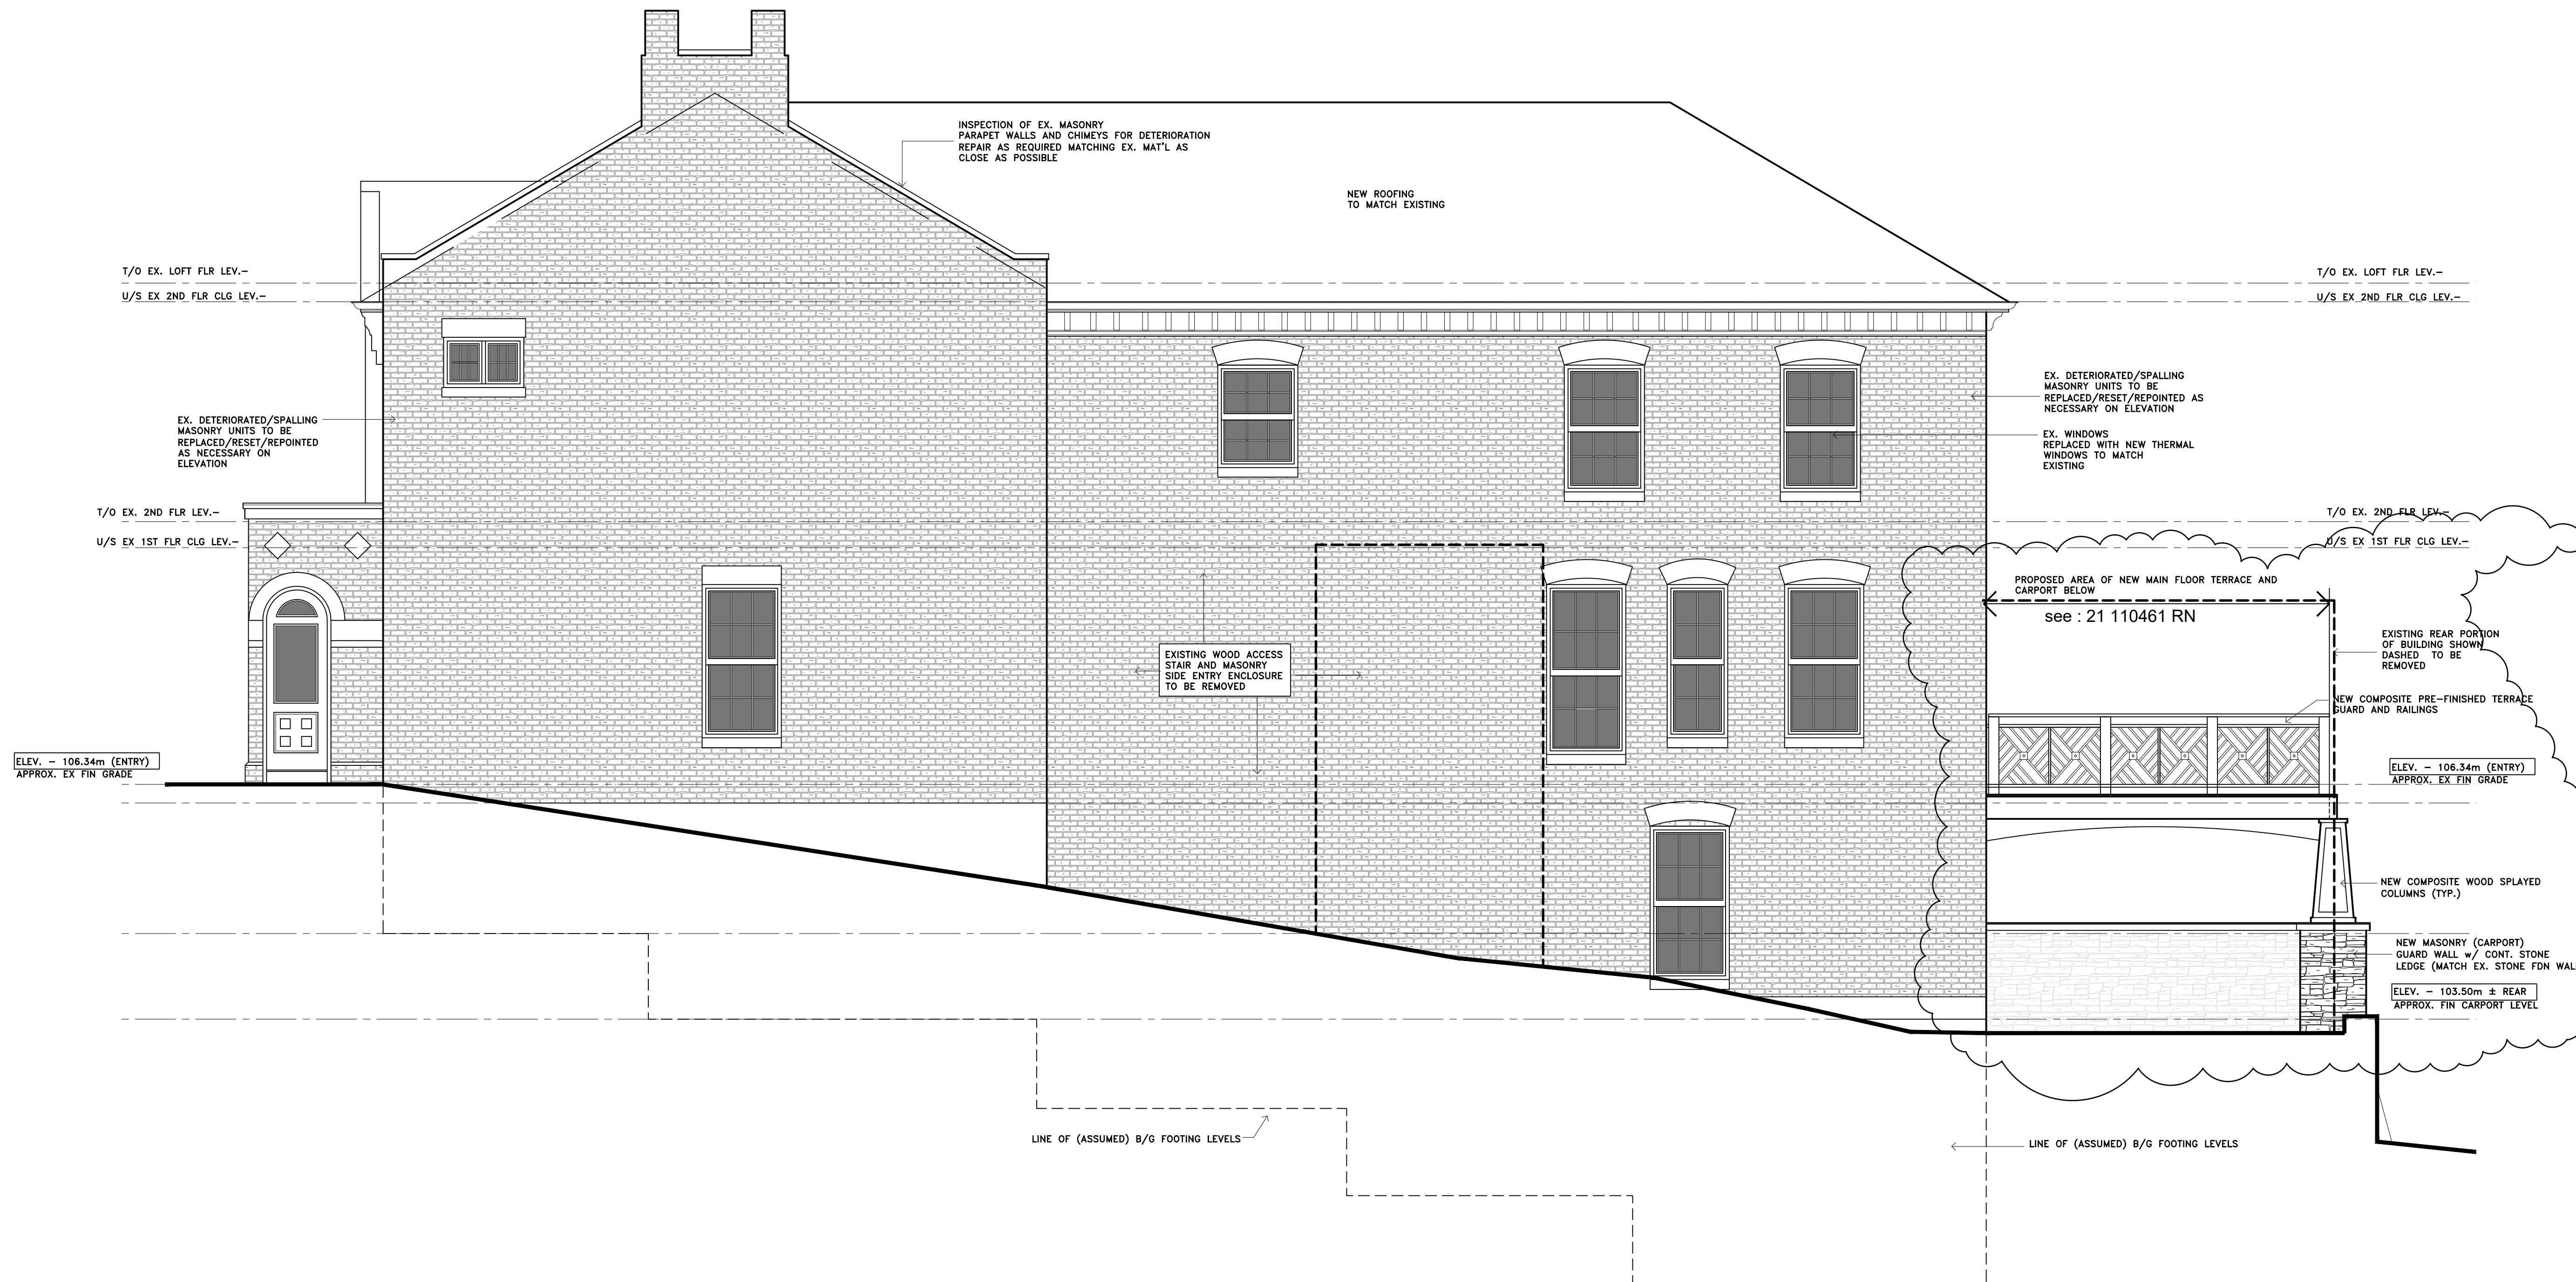 INSPECTION OF EX. MASONRY
PARAPET WALLS AND CHIMEYS FOR DETERIORATION
REPAIR AS REQUIRED MATCHING EX. MAT'L AS
CLOSE AS POSSIBLE
NEW ROOFING
TO MATCH EXISTING
T/O EX. LOFT FLR LEV.-
U/S EX 2ND FLR CLG LEV.-
T/O EX. LOFT FLR LEV.-
U/S EX 2ND FLR CLG LEV.-
EX. DETERIORATED/SPALLING
MASONRY UNITS TO BE
REPLACED/RESET/REPOINTED
AS NECESSARY ON
ELEVATION
EX. DETERIORATED/SPALLING
MASONRY UNITS TO BE
REPLACED/RESET/REPOINTED AS
NECESSARY ON ELEVATION
EX. WINDOWS
REPLACED WITH NEW THERMAL
WINDOWS TO MATCH
EXISTING
T/O EX. 2ND FLR LEV.-
U/S EX 1ST FLR CLG LEV.-
T/O EX. 2ND FLR LEV.-
U/S EX 1ST FLR CLG LEV.-
PROPOSED AREA OF NEW MAIN FLOOR TERRACE AND
CARPORT BELOW
see : 21 110461 RN
EXISTING REAR PORTION
OF BUILDING SHOWN
DASHED TO BE
REMOVED
EXISTING WOOD ACCESS
STAIR AND MASONRY
SIDE ENTRY ENCLOSURE
TO BE REMOVED
NEW COMPOSITE PRE-FINISHED TERRACE
GUARD AND RAILINGS
ELEV. - 106.34m (ENTRY)
APPROX. EX FIN GRADE
ELEV. - 106.34m (ENTRY)
APPROX. EX FIN GRADE
NEW COMPOSITE WOOD SPLAYED
COLUMNS (TYP.)
NEW MASONRY (CARPORT)
GUARD WALL w/ CONT. STONE
LEDGE (MATCH EX. STONE FDN WAL
ELEV. - 103.50m ± REAR
APPROX. FIN CARPORT LEVEL
LINE OF (ASSUMED) B/G FOOTING LEVELS
LINE OF (ASSUMED) B/G FOOTING LEVELS